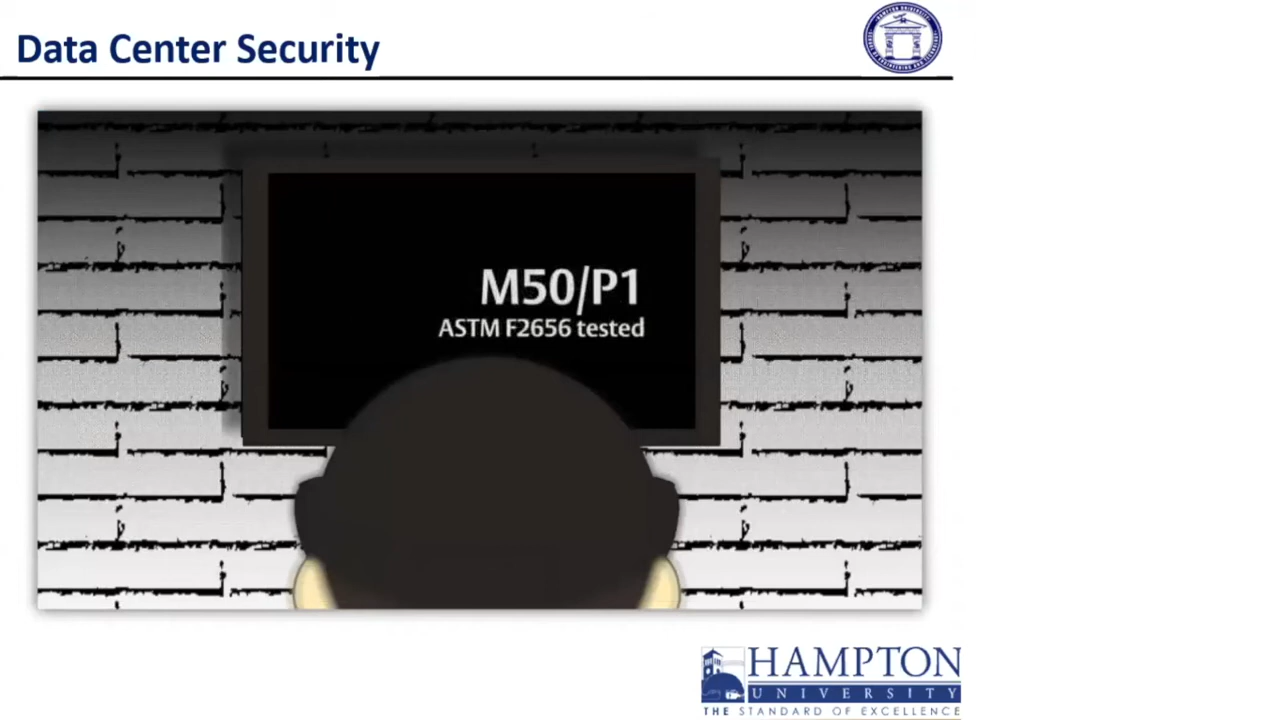 Data Center Security
M50/P1
ASTM F2656 tested
HAMPTON
UNIVERSITY
THE STANDARD OF EXCELLENCE